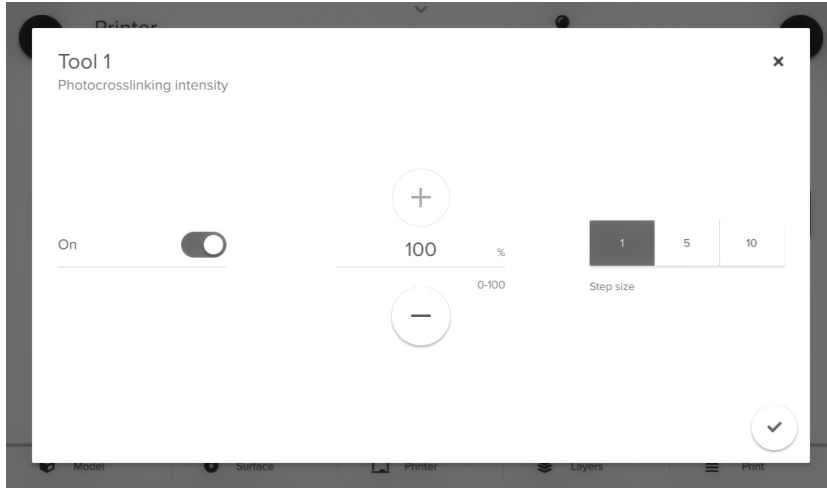 Printer
Tool 1
Photocrosslinking intensity
On
100 %
0-100
1 5 10
Step size
Model Surface Printer Layers Print